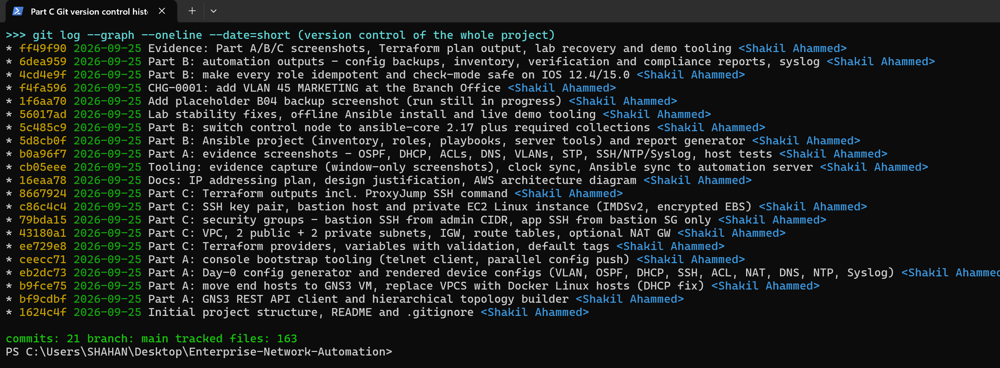 Part C Git version control hist
>>> git log --graph --oneline --date=short (version control of the whole project)
* ff49f90 2026-09-25 Evidence: Part A/B/C screenshots, Terraform plan output, lab recovery and demo tooling <Shakil Ahammed>
* 6dea959 2026-09-25 Part B: automation outputs - config backups, inventory, verification and compliance reports, syslog <Shakil Ahammed>
* 4cd4e9f 2026-09-25 Part B: make every role idempotent and check-mode safe on IOS 12.4/15.0 <Shakil Ahammed>
* f4fa596 2026-09-25 CHG-0001: add VLAN 45 MARKETING at the Branch Office <Shakil Ahammed>
* 1f6aa70 2026-09-25 Add placeholder B04 backup screenshot (run still in progress) <Shakil Ahammed>
* 56017ad 2026-09-25 Lab stability fixes, offline Ansible install and live demo tooling <Shakil Ahammed>
* 5c485c9 2026-09-25 Part B: switch control node to ansible-core 2.17 plus required collections <Shakil Ahammed>
* 5d8cb0f 2026-09-25 Part B: Ansible project (inventory, roles, playbooks, server tools) and report generator <Shakil Ahammed>
* b0a96f7 2026-09-25 Part A: evidence screenshots - OSPF, DHCP, ACLs, DNS, VLANs, STP, SSH/NTP/Syslog, host tests <Shakil Ahammed>
* cb05eee 2026-09-25 Tooling: evidence capture (window-only screenshots), clock sync, Ansible sync to automation server <Shakil Ahammed>
* 16eaa78 2026-09-25 Docs: IP addressing plan, design justification, AWS architecture diagram <Shakil Ahammed>
* 8667924 2026-09-25 Part C: Terraform outputs incl. ProxyJump SSH command <Shakil Ahammed>
* c86c4c4 2026-09-25 Part C: SSH key pair, bastion host and private EC2 Linux instance (IMDSv2, encrypted EBS) <Shakil Ahammed>
* 79bda15 2026-09-25 Part C: security groups - bastion SSH from admin CIDR, app SSH from bastion SG only <Shakil Ahammed>
* 43180a1 2026-09-25 Part C: VPC, 2 public + 2 private subnets, IGW, route tables, optional NAT GW <Shakil Ahammed>
* ee729e8 2026-09-25 Part C: Terraform providers, variables with validation, default tags <Shakil Ahammed>
* ceecc71 2026-09-25 Part A: console bootstrap tooling (telnet client, parallel config push) <Shakil Ahammed>
* eb2dc73 2026-09-25 Part A: Day-0 config generator and rendered device configs (VLAN, OSPF, DHCP, SSH, ACL, NAT, DNS, NTP, Syslog) <Shakil Ahammed
* b9fce75 2026-09-25 Part A: move end hosts to GNS3 VM, replace VPCS with Docker Linux hosts (DHCP fix) <Shakil Ahammed>
* bf9cdbf 2026-09-25 Part A: GNS3 REST API client and hierarchical topology builder <Shakil Ahammed>
* 1624c4f 2026-09-25 Initial project structure, README and .gitignore <Shakil Ahammed>
commits: 21 branch: main tracked files: 163
PS C:\Users\SHAHAN\Desktop\Enterprise-Network-Automation>